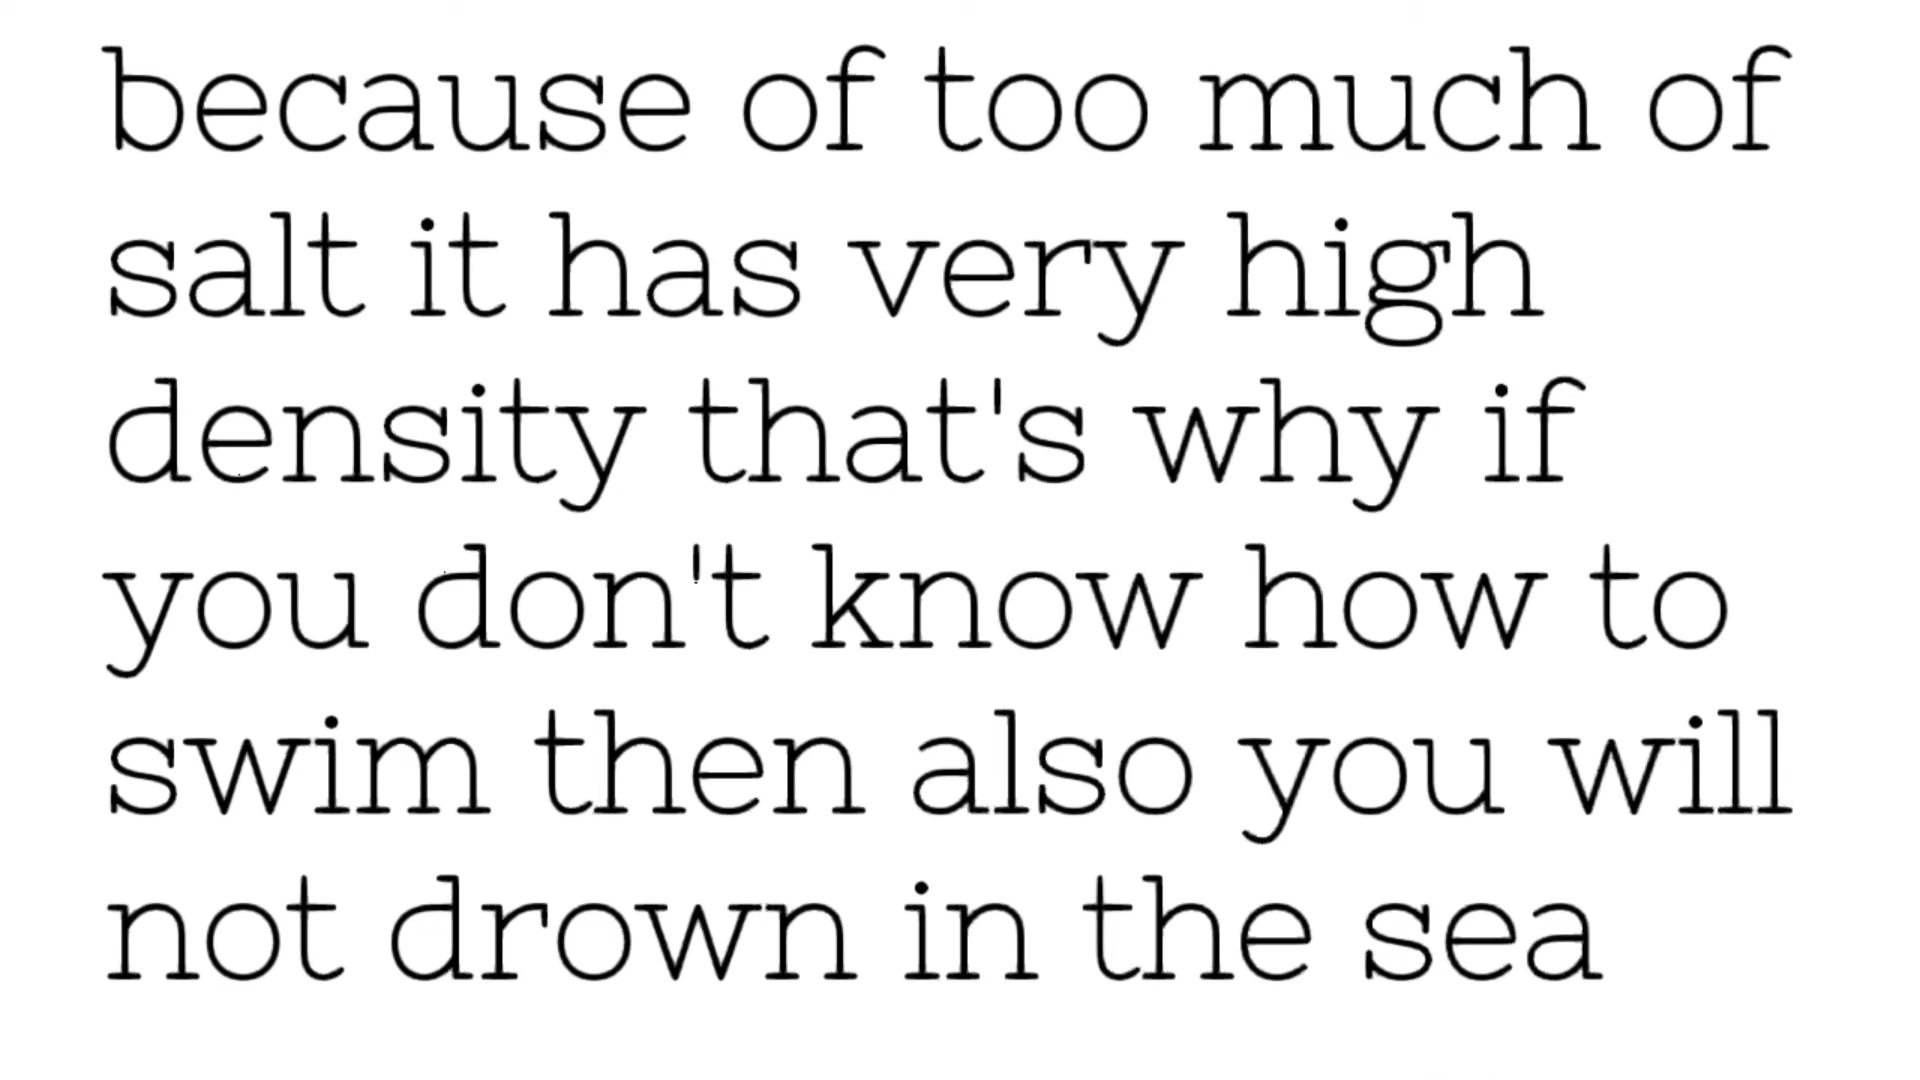 because of too much of
salt it has very high
density that's why if
you don't know how to
swim then also you will
not drown in the sea